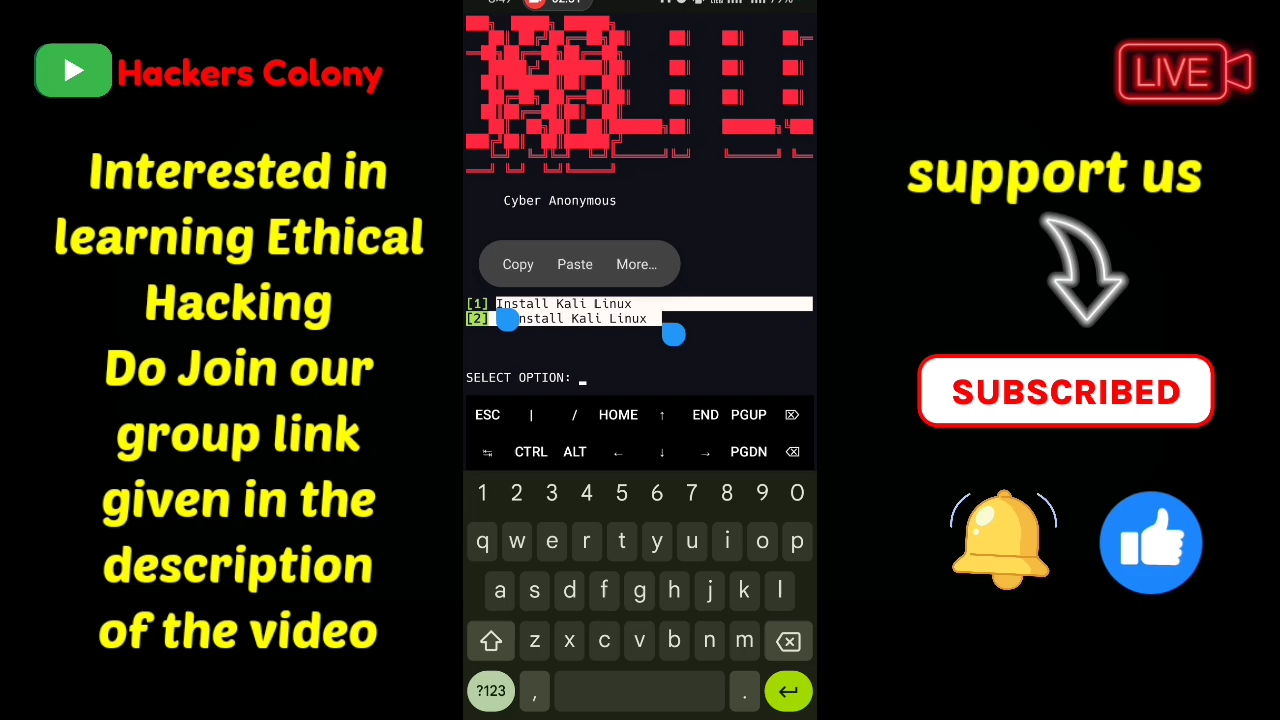 Hackers Colony
Interested in
learning Ethical
Hacking
Do Join our
group link
given in the
description
of the video
Cyber Anonymous
Copy Paste More...
[1] Install Kali Linux
[2] nstall Kali Linux
SELECT OPTION: _
ESC | / HOME ↑ END PGUP ⌦
↹ CTRL ALT ← ↓ → PGDN ⌫
1 2 3 4 5 6 7 8 9 0
q w e r t y u i o p
a s d f g h j k l
z x c v b n m
?123 , .
LIVE
support us
SUBSCRIBED